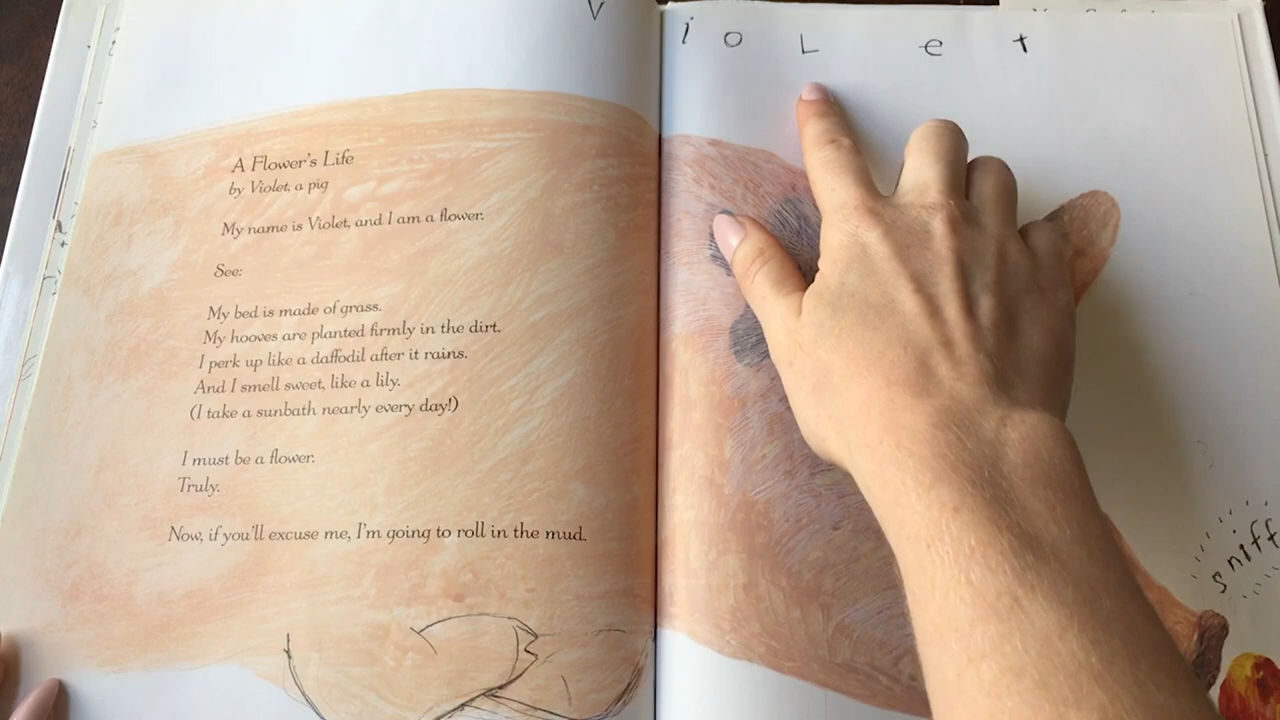 V i o L e t
A Flower's Life
by Violet, a pig
My name is Violet, and I am a flower.
See:
My bed is made of grass.
My hooves are planted firmly in the dirt.
I perk up like a daffodil after it rains.
And I smell sweet, like a lily.
(I take a sunbath nearly every day!)
I must be a flower.
Truly.
Now, if you'll excuse me, I'm going to roll in the mud.
sniff